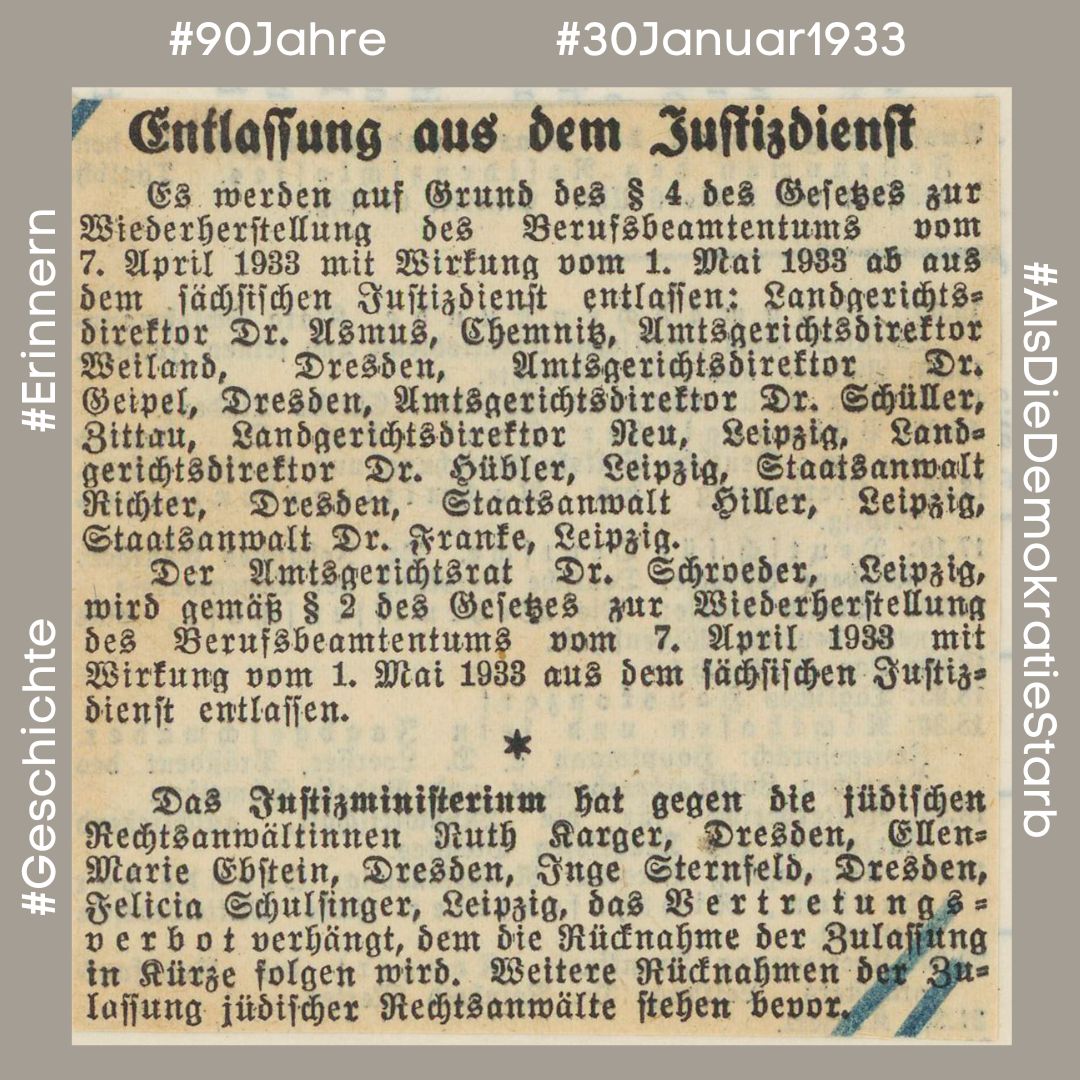 #90Jahre
#30Januar1933
#Erinnern
#Geschichte
#AlsDieDemokratieStarb
Entlassung aus dem Justizdienst
Es werden auf Grund des § 4 des Gesetzes zur
Wiederherstellung des Berufsbeamtentums vom
7. April 1933 mit Wirkung vom 1. Mai 1933 ab aus
dem sächsischen Justizdienst entlassen: Landgerichts-
direktor Dr. Asmus, Chemnitz, Amtsgerichtsdirektor
Weiland, Dresden, Amtsgerichtsdirektor Dr.
Geipel, Dresden, Amtsgerichtsdirektor Dr. Schüller,
Zittau, Landgerichtsdirektor Neu, Leipzig, Land-
gerichtsdirektor Dr. Hübler, Leipzig, Staatsanwalt
Richter, Dresden, Staatsanwalt Hiller, Leipzig,
Staatsanwalt Dr. Franke, Leipzig.
Der Amtsgerichtsrat Dr. Schroeder, Leipzig,
wird gemäß § 2 des Gesetzes zur Wiederherstellung
des Berufsbeamtentums vom 7. April 1933 mit
Wirkung vom 1. Mai 1933 aus dem sächsischen Justiz-
dienst entlassen.
*
Das Justizministerium hat gegen die jüdischen
Rechtsanwältinnen Ruth Karger, Dresden, Ellen-
Marie Ebstein, Dresden, Inge Sternfeld, Dresden,
Felicia Schulsinger, Leipzig, das Vertretungs-
verbot verhängt, dem die Rücknahme der Zulassung
in Kürze folgen wird. Weitere Rücknahmen der Zu-
lassung jüdischer Rechtsanwälte stehen bevor.